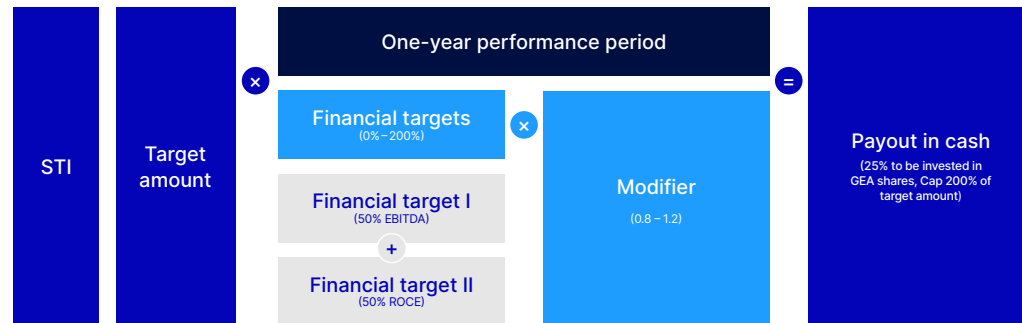 STI
Target
amount
×
One-year performance period
Financial targets
(0%–200%)
Financial target I
(50% EBITDA)
+
Financial target II
(50% ROCE)
×
Modifier
(0.8 – 1.2)
=
Payout in cash
(25% to be invested in
GEA shares, Cap 200% of
target amount)